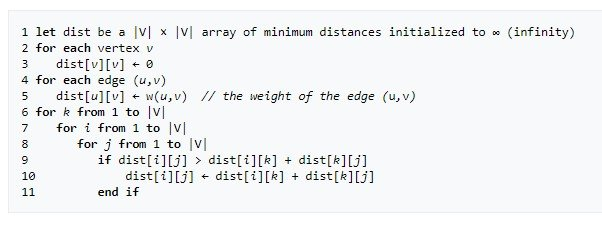 1 let dist be a |V| × |V| array of minimum distances initialized to ∞ (infinity)
2 for each vertex v
3    dist[v][v] ← 0
4 for each edge (u,v)
5    dist[u][v] ← w(u,v)  // the weight of the edge (u,v)
6 for k from 1 to |V|
7    for i from 1 to |V|
8       for j from 1 to |V|
9          if dist[i][j] > dist[i][k] + dist[k][j]
10             dist[i][j] ← dist[i][k] + dist[k][j]
11         end if